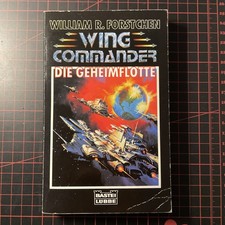 WILLIAM R. FORSTCHEN
WING
COMMANDER
DIE GEHEIMFLOTTE
BASTEI
LÜBBE